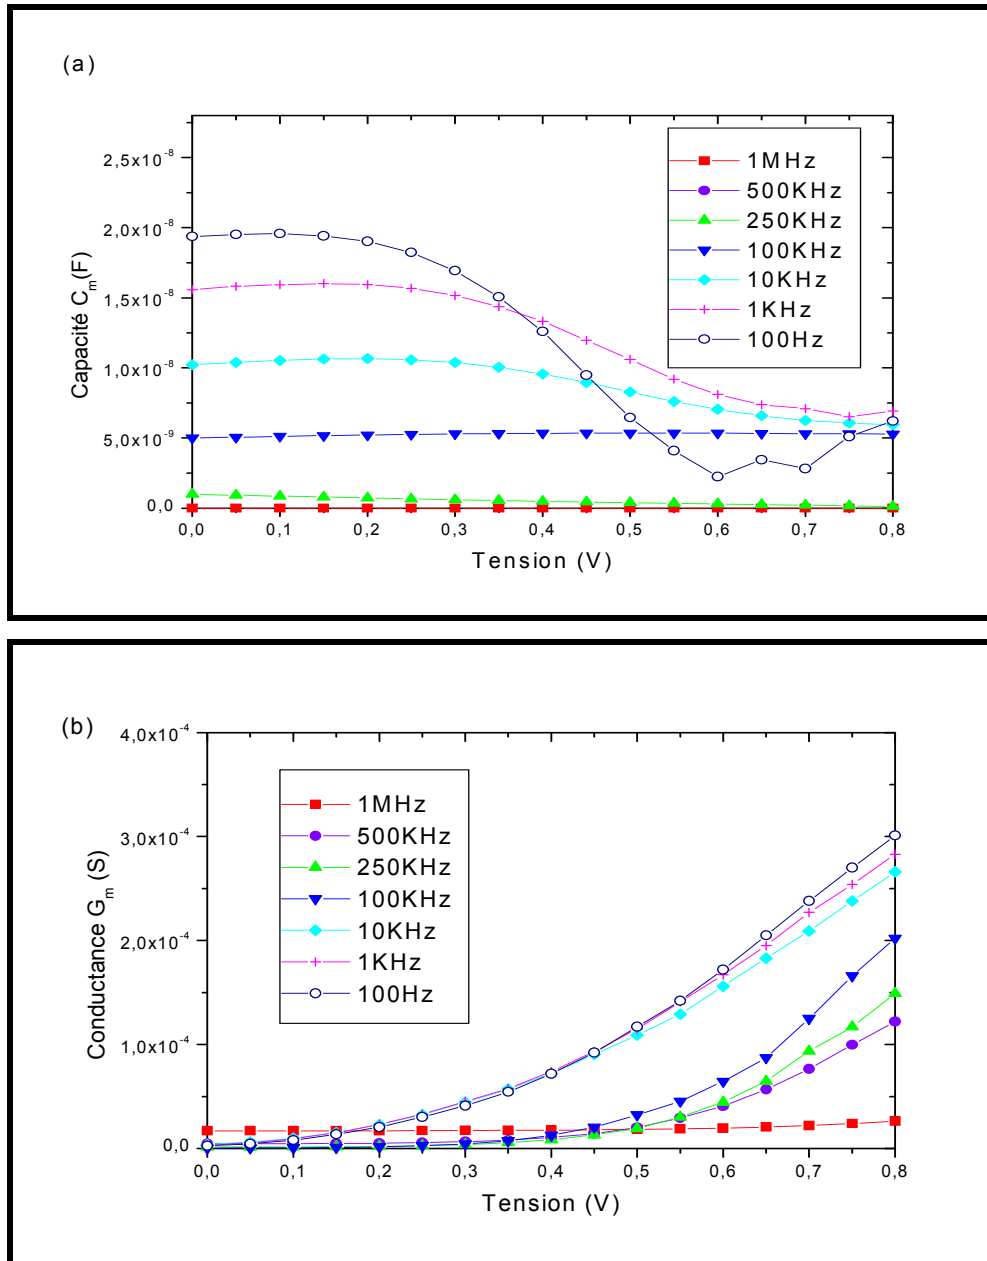 (a)
2,5x10⁻⁸
2,0x10⁻⁸
1,5x10⁻⁸
1,0x10⁻⁸
5,0x10⁻⁹
0,0
Capacité Cₘ(F)
1MHz
500KHz
250KHz
100KHz
10KHz
1KHz
100Hz
0,0 0,1 0,2 0,3 0,4 0,5 0,6 0,7 0,8
Tension (V)
(b)
4,0x10⁻⁴
3,0x10⁻⁴
2,0x10⁻⁴
1,0x10⁻⁴
0,0
Conductance Gₘ (S)
1MHz
500KHz
250KHz
100KHz
10KHz
1KHz
100Hz
0,0 0,1 0,2 0,3 0,4 0,5 0,6 0,7 0,8
Tension (V)